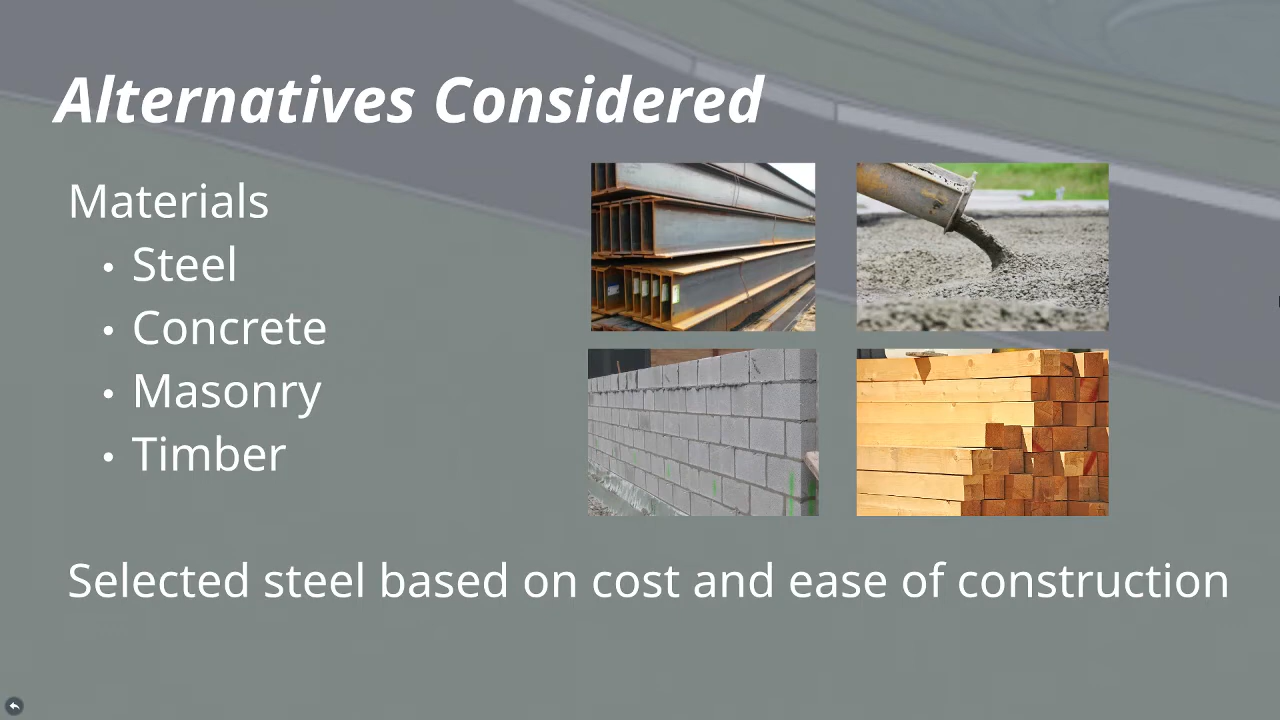 Alternatives Considered
Materials
• Steel
• Concrete
• Masonry
• Timber
Selected steel based on cost and ease of construction